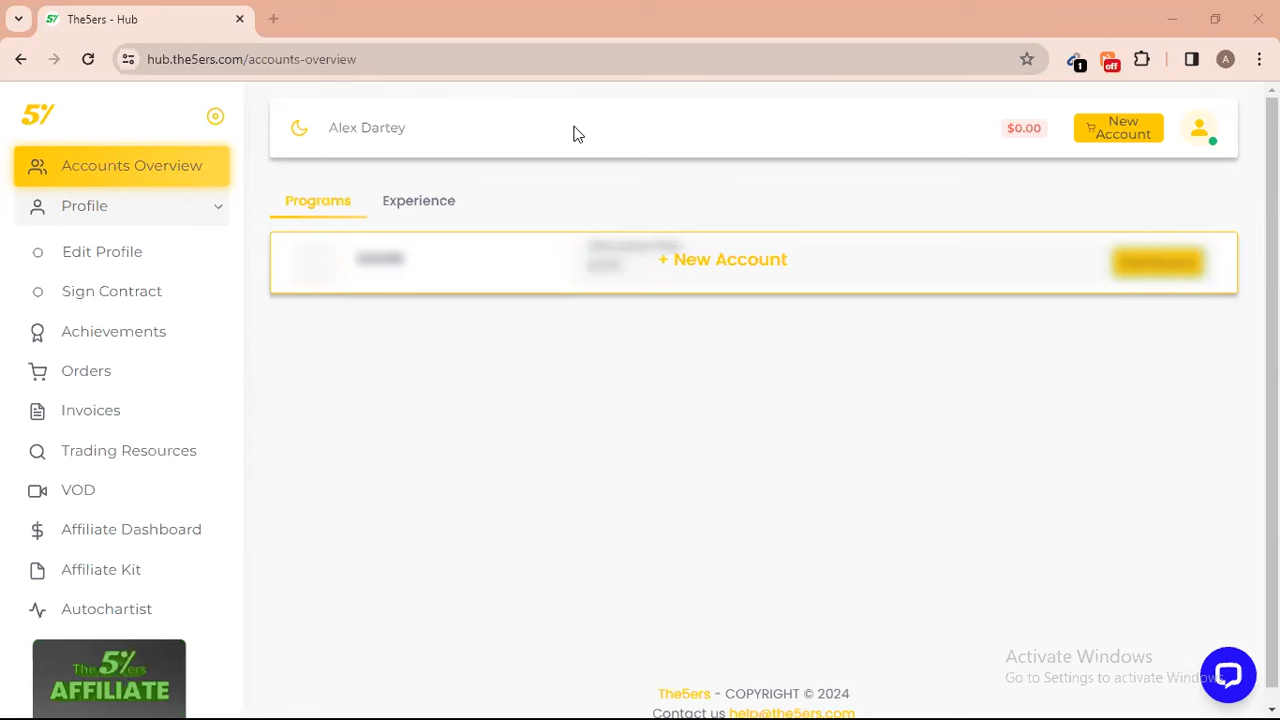 The5ers - Hub
hub.the5ers.com/accounts-overview
1
off
A
5%
Alex Dartey
$0.00
New
Account
Accounts Overview
Profile
Programs
Experience
Edit Profile
+ New Account
Sign Contract
Achievements
Orders
Invoices
Trading Resources
VOD
Affiliate Dashboard
Affiliate Kit
Autochartist
The5%ers
AFFILIATE
Activate Windows
Go to Settings to activate Windows.
The5ers - COPYRIGHT © 2024
Contact us help@the5ers.com